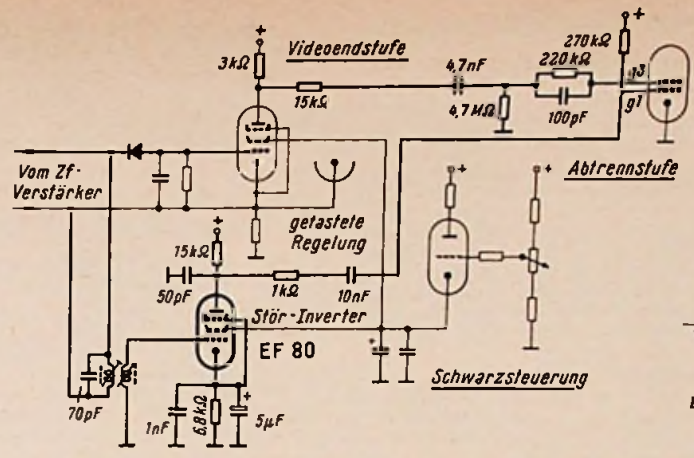 +
Videoendstufe
3kΩ
15kΩ
4,7nF
4,7MΩ
220kΩ
100pF
270kΩ
+
g3
g1
Vom Zf-
Verstärker
getastete
Regelung
Abtrennstufe
+
+
+
15kΩ
50pF
1kΩ
10nF
Stör-Inverter
EF 80
+
Schwarzsteuerung
70pF
1nF
6,8kΩ
+
5µF